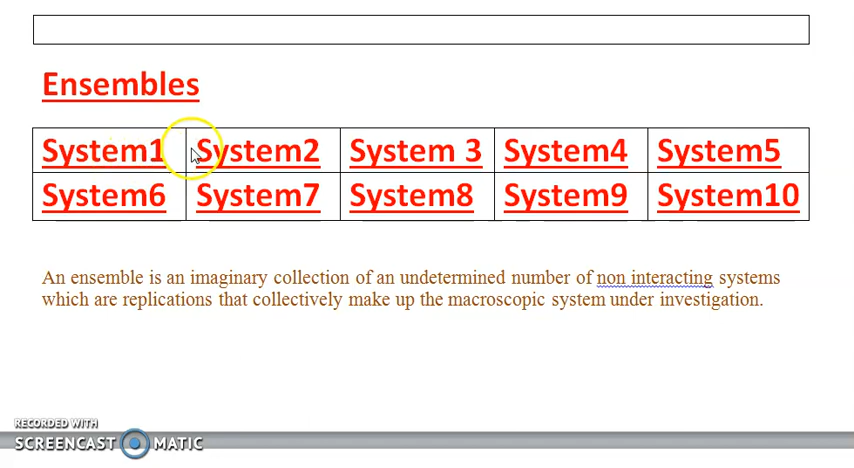 Ensembles
System1 System2 System 3 System4 System5
System6 System7 System8 System9 System10
An ensemble is an imaginary collection of an undetermined number of non interacting systems
which are replications that collectively make up the macroscopic system under investigation.
RECORDED WITH
SCREENCAST MATIC